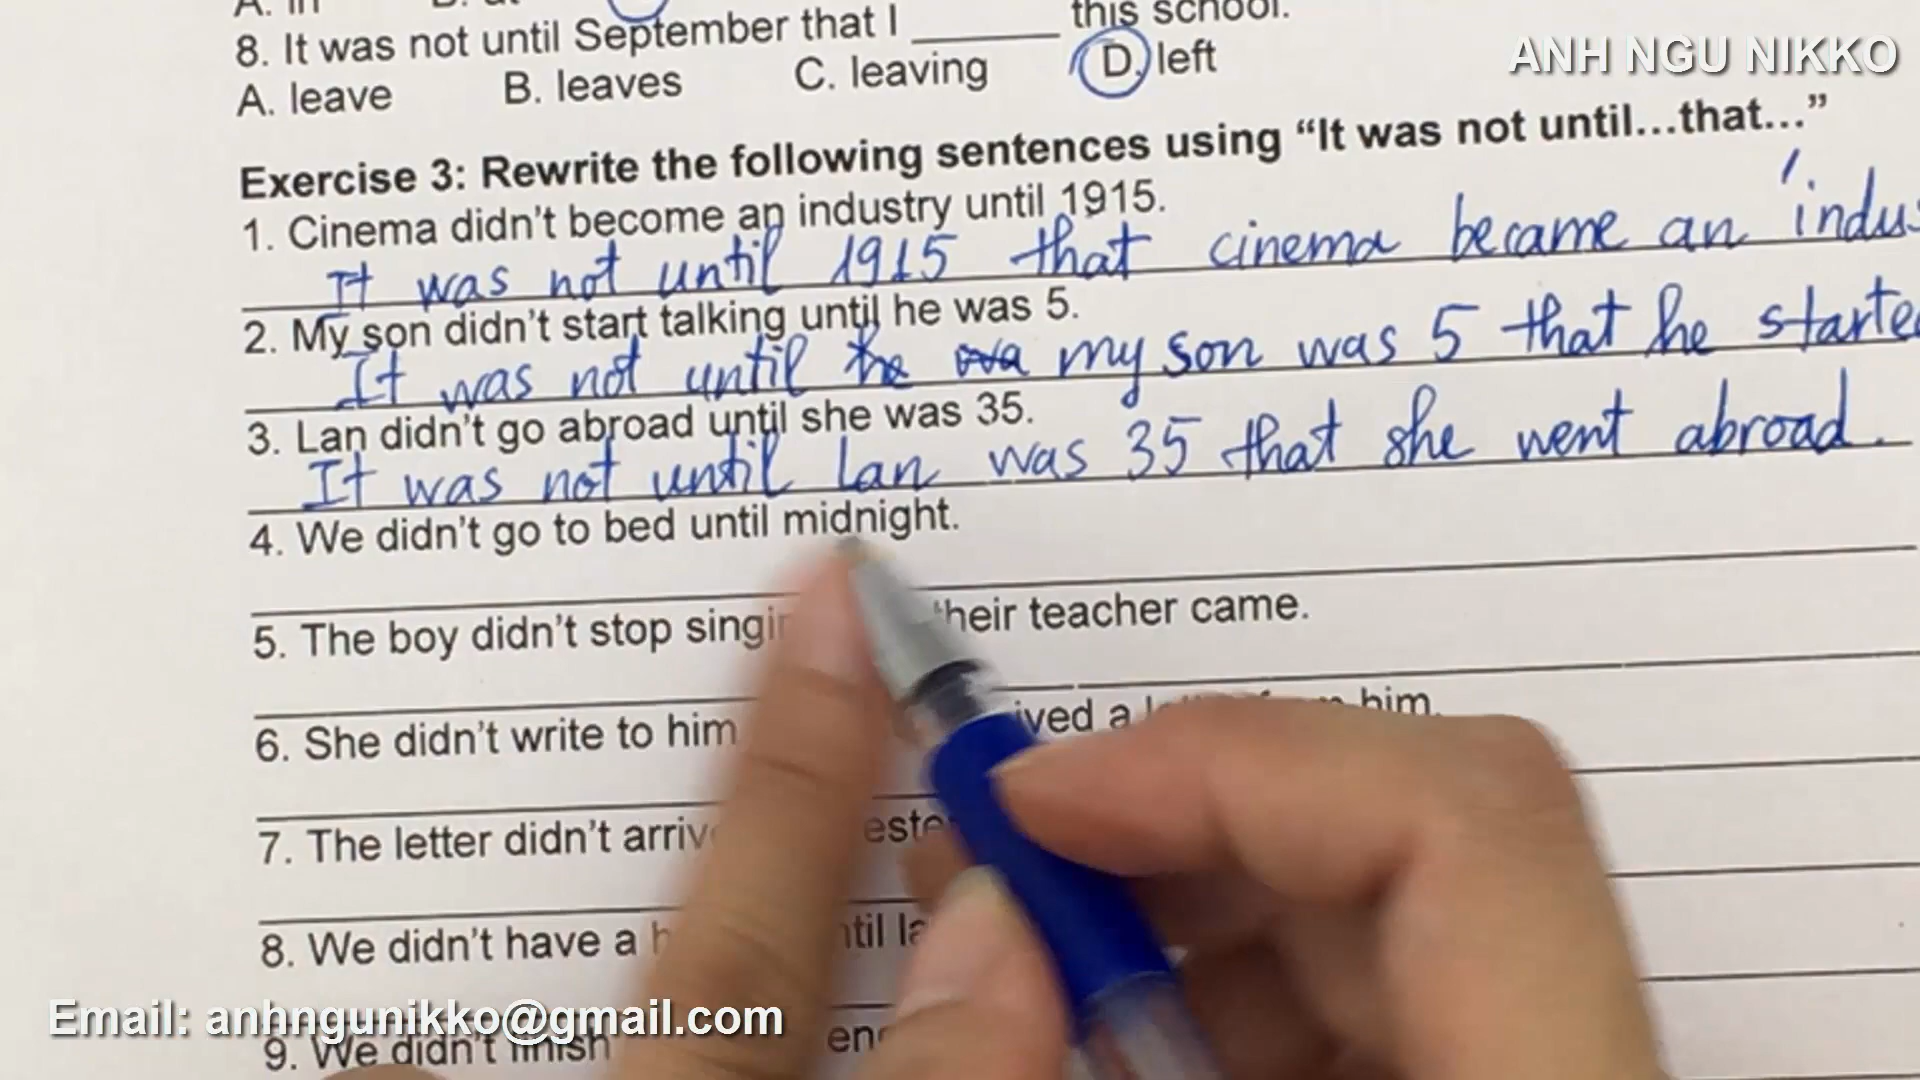 A. in
8. It was not until September that I ______ this school.
A. leave B. leaves C. leaving D. left
ANH NGU NIKKO
Exercise 3: Rewrite the following sentences using “It was not until...that...”
1. Cinema didn’t become an industry until 1915.
It was not until 1915 that cinema became an indus
2. My son didn’t start talking until he was 5.
It was not until my son was 5 that he starte
3. Lan didn’t go abroad until she was 35.
It was not until Lan was 35 that she went abroad.
4. We didn’t go to bed until midnight.
5. The boy didn’t stop their teacher came.
6. She didn’t write to him a him.
7. The letter didn’t
8. We didn’t have a
Email: anhngunikko@gmail.com
9. We didn’t finish